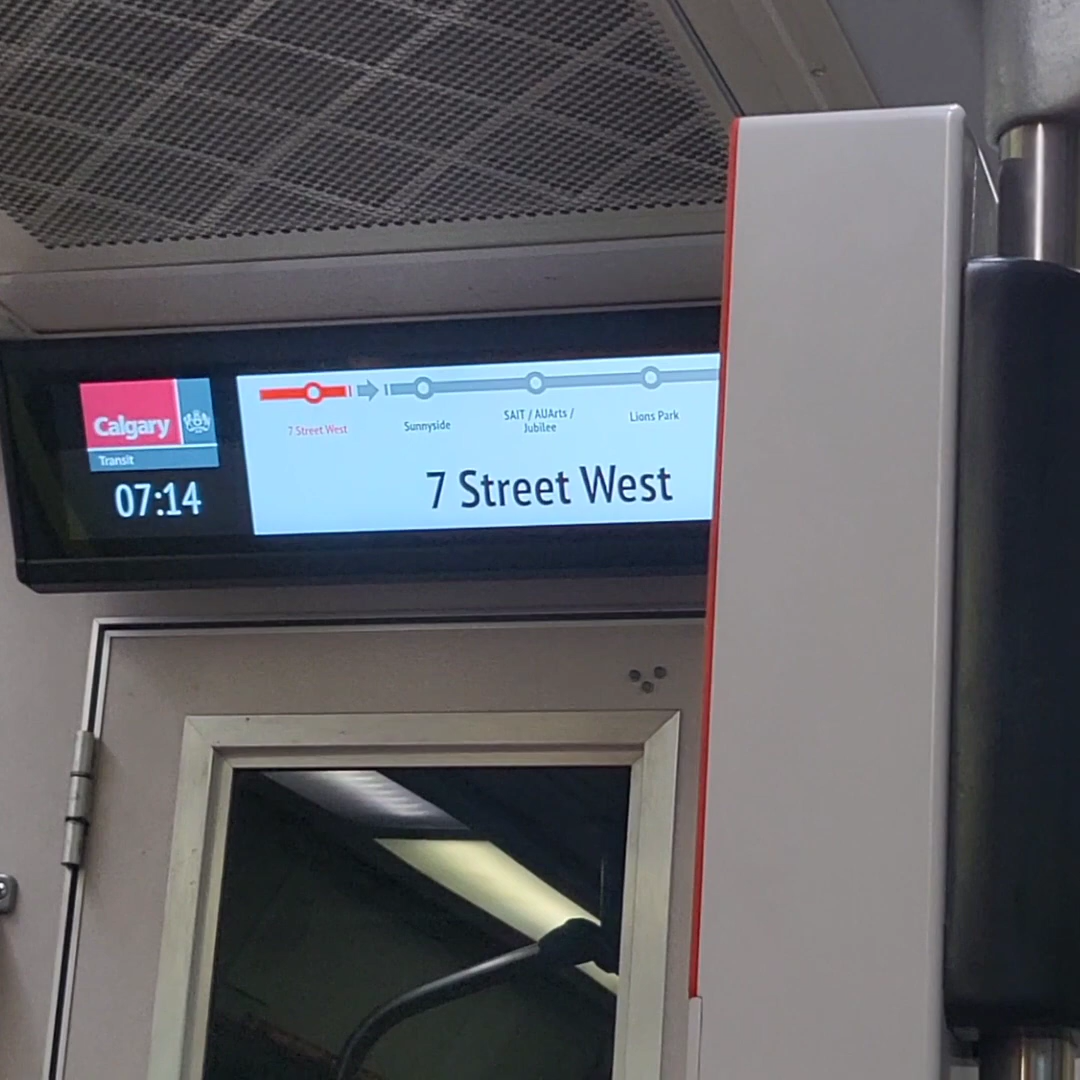 Calgary
Transit
07:14
7 Street West
Sunnyside
SAIT / AUArts /
Jubilee
Lions Park
7 Street West